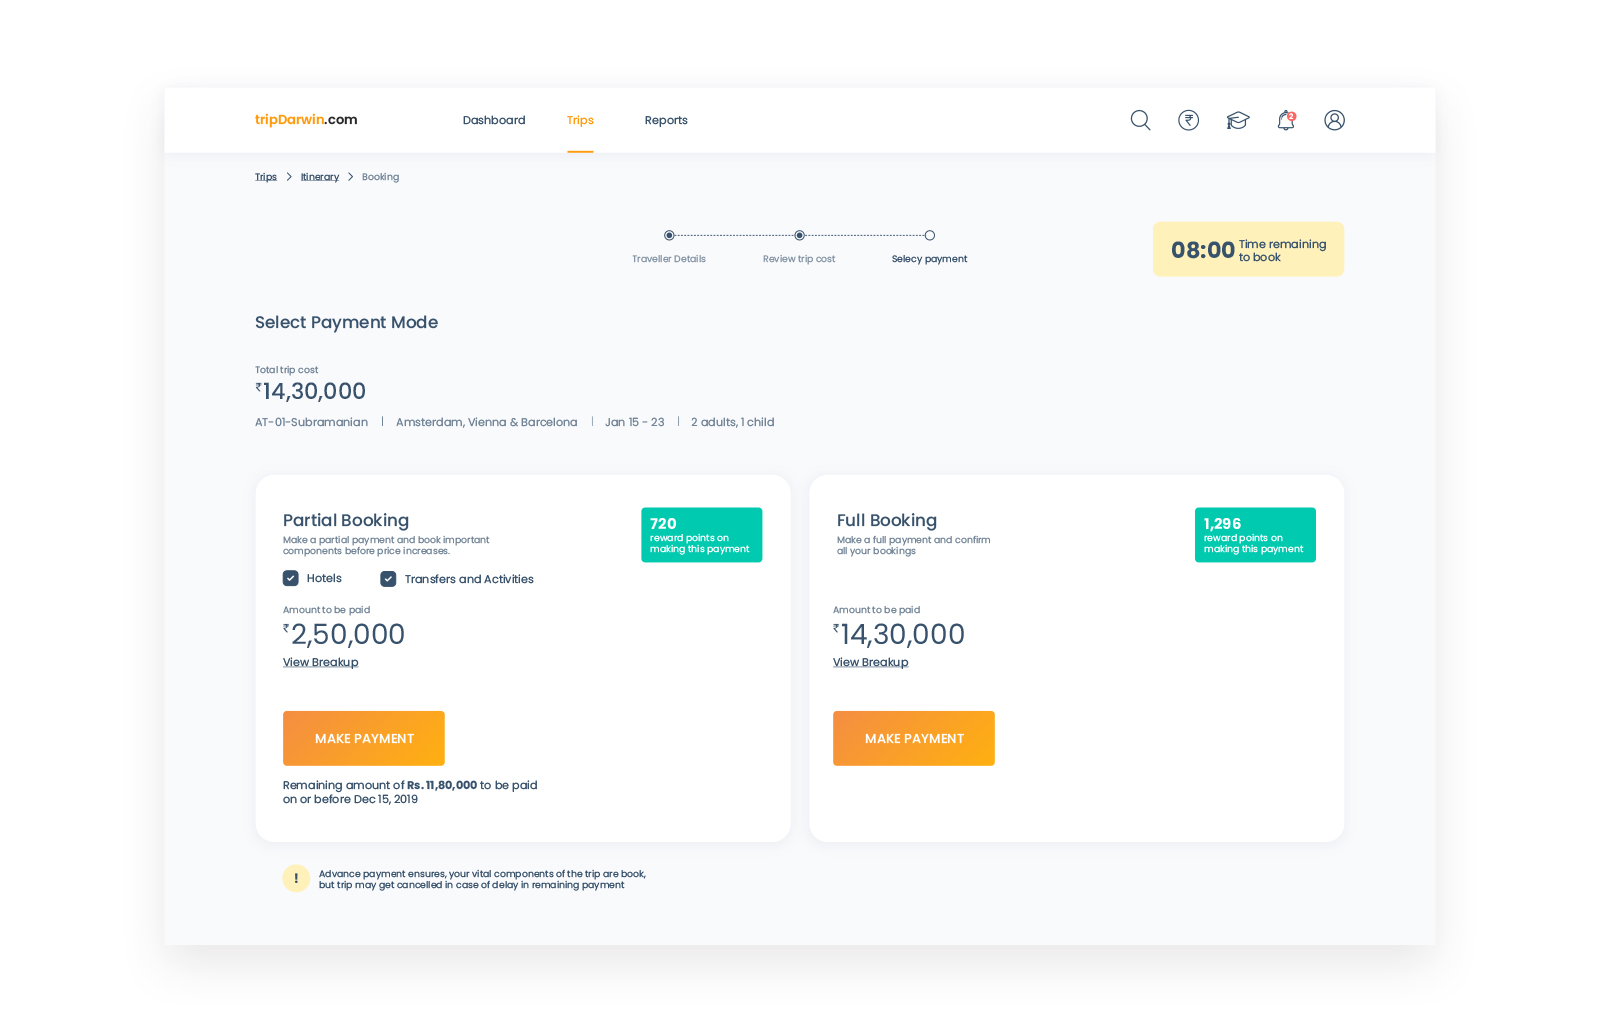 tripDarwin.com
Dashboard
Trips
Reports
₹
2
Trips
Itinerary
Booking
Traveller Details
Review trip cost
Selecy payment
08:00
Time remaining
to book
Select Payment Mode
Total trip cost
₹14,30,000
AT-01-Subramanian | Amsterdam, Vienna & Barcelona | Jan 15 - 23 | 2 adults, 1 child
Partial Booking
Make a partial payment and book important
components before price increases.
720
reward points on
making this payment
Hotels
Transfers and Activities
Amount to be paid
₹2,50,000
View Breakup
MAKE PAYMENT
Remaining amount of Rs. 11,80,000 to be paid
on or before Dec 15, 2019
Full Booking
Make a full payment and confirm
all your bookings
1,296
reward points on
making this payment
Amount to be paid
₹14,30,000
View Breakup
MAKE PAYMENT
!
Advance payment ensures, your vital components of the trip are book,
but trip may get cancelled in case of delay in remaining payment